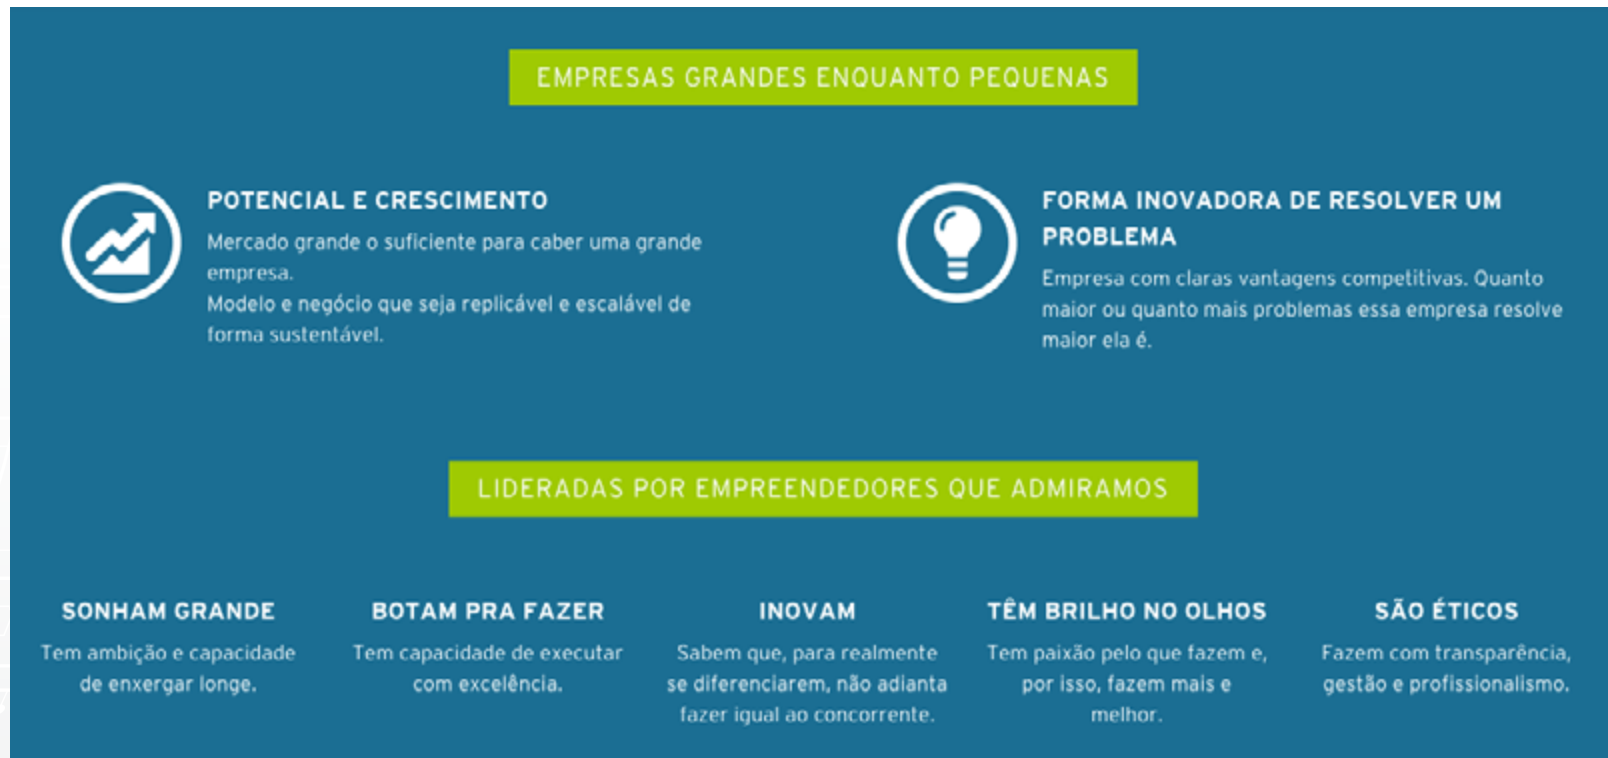 EMPRESAS GRANDES ENQUANTO PEQUENAS
POTENCIAL E CRESCIMENTO
Mercado grande o suficiente para caber uma grande
empresa.
Modelo e negócio que seja replicável e escalável de
forma sustentável.
FORMA INOVADORA DE RESOLVER UM
PROBLEMA
Empresa com claras vantagens competitivas. Quanto
maior ou quanto mais problemas essa empresa resolve
maior ela é.
LIDERADAS POR EMPREENDEDORES QUE ADMIRAMOS
SONHAM GRANDE
Tem ambição e capacidade
de enxergar longe.
BOTAM PRA FAZER
Tem capacidade de executar
com excelência.
INOVAM
Sabem que, para realmente
se diferenciarem, não adianta
fazer igual ao concorrente.
TÊM BRILHO NO OLHOS
Tem paixão pelo que fazem e,
por isso, fazem mais e
melhor.
SÃO ÉTICOS
Fazem com transparência,
gestão e profissionalismo.